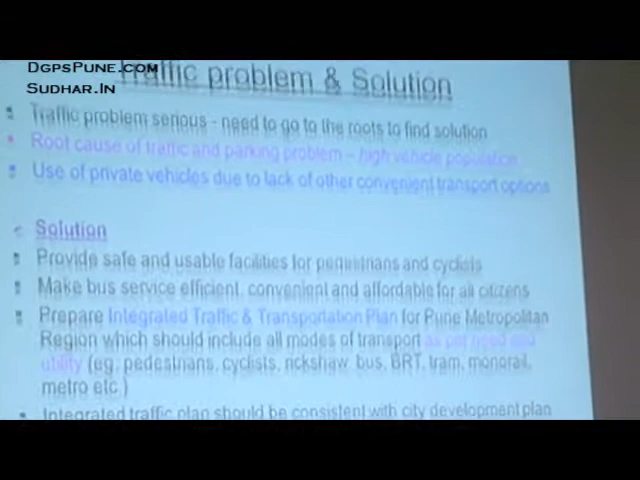 DgpsPune.com
Sudhar.In
Traffic problem & Solution
Traffic problem serious - need to go to the roots to find solution
Root cause of traffic and parking problem – high vehicle population
Use of private vehicles due to lack of other convenient transport options
Solution
Provide safe and usable facilities for pedestrians and cyclists
Make bus service efficient, convenient and affordable for all citizens
Prepare Integrated Traffic & Transportation Plan for Pune Metropolitan
Region which should include all modes of transport as per need and
utility (eg. pedestrians, cyclists, rickshaw, bus, BRT, tram, monorail,
metro etc.)
Integrated traffic plan should be consistent with city development plan